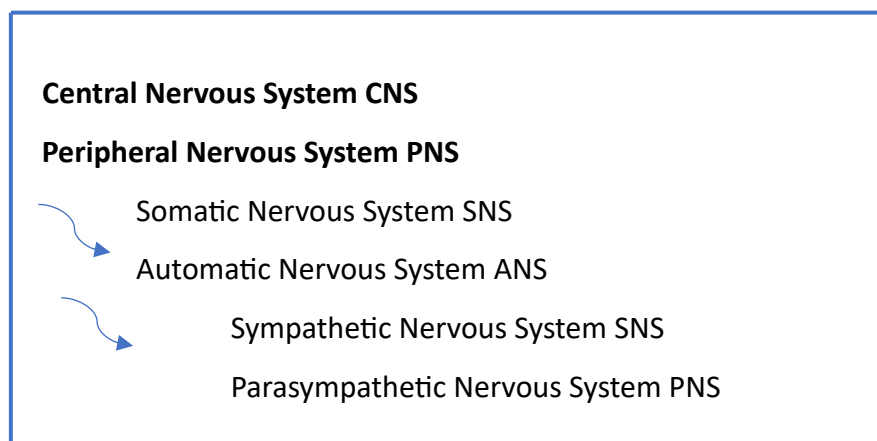 Central Nervous System CNS
Peripheral Nervous System PNS
Somatic Nervous System SNS
Automatic Nervous System ANS
Sympathetic Nervous System SNS
Parasympathetic Nervous System PNS